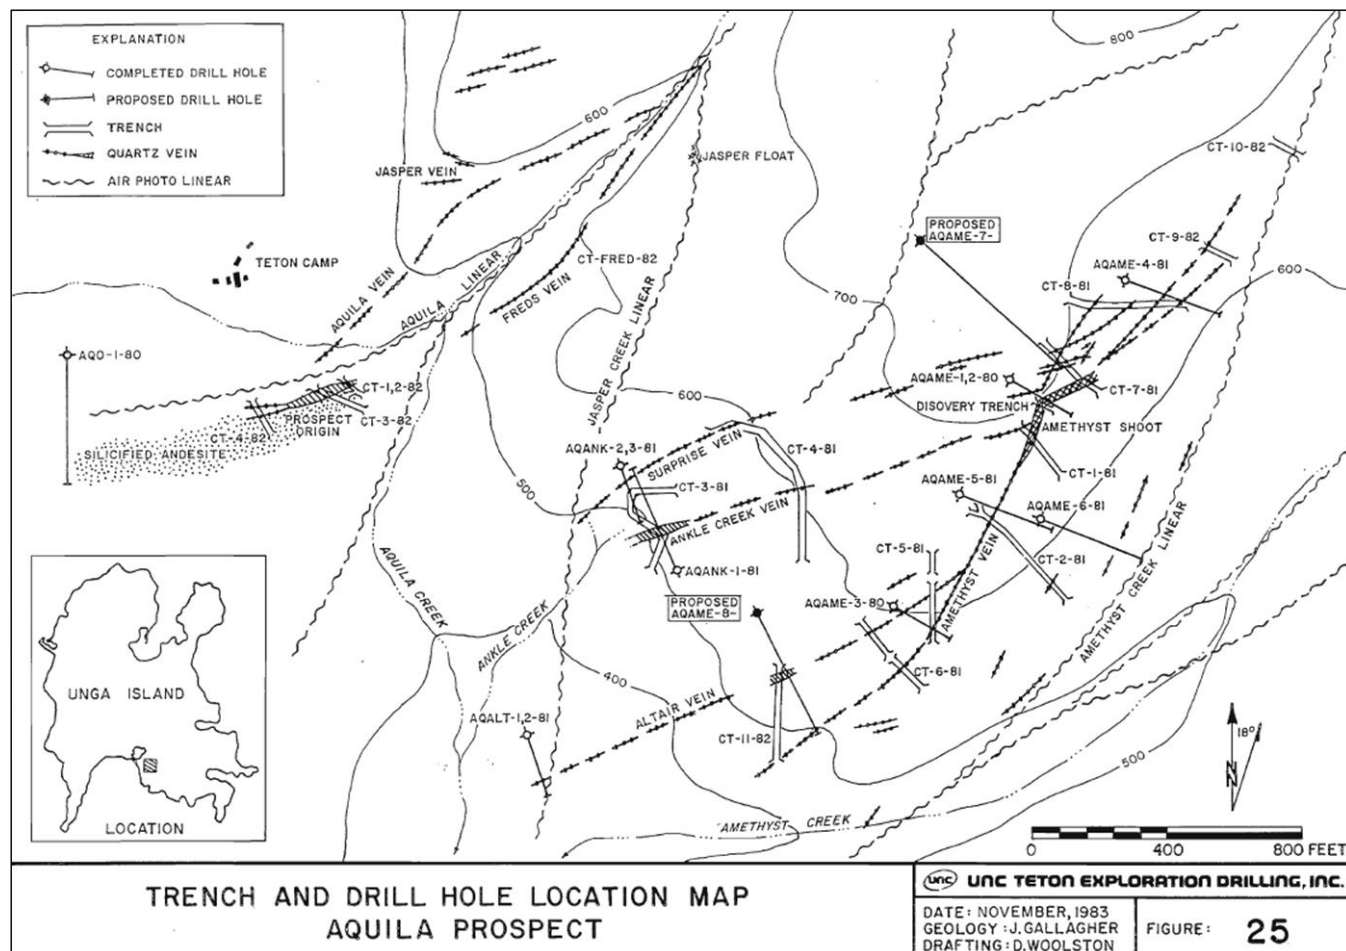 EXPLANATION
COMPLETED DRILL HOLE
PROPOSED DRILL HOLE
TRENCH
QUARTZ VEIN
AIR PHOTO LINEAR
800
600
JASPER VEIN
JASPER FLOAT
CT-10-82
PROPOSED
AQAME-7-
CT-9-82
TETON CAMP
CT-FRED-82
AQAME-4-81
600
AQUILA VEIN
AQUILA LINEAR
FREDS VEIN
700
CT-8-81
AQO-1-80
JASPER CREEK LINEAR
CT-1,2-82
AQAME-1,2-80
CT-7-81
600
PROSPECT
ORIGIN
CT-3-82
DISOVERY TRENCH
CT-4-82
AMETHYST SHOOT
SILICIFIED ANDESITE
AQANK-2,3-81
SURPRISE VEIN
CT-4-81
CT-1-81
CT-3-81
AQAME-5-81
500
ANKLE CREEK VEIN
AQAME-6-81
CT-5-81
CT-2-81
AQUILA CREEK
AQANK-1-81
AMETHYST VEIN
AMETHYST CREEK LINEAR
PROPOSED
AQAME-8-
AQAME-3-80
ANKLE CREEK
CT-6-81
400
UNGA ISLAND
ALTAIR VEIN
AQALT-1,2-81
CT-11-82
18°
N
500
LOCATION
AMETHYST CREEK
0 400 800 FEET
TRENCH AND DRILL HOLE LOCATION MAP
AQUILA PROSPECT
unc UNC TETON EXPLORATION DRILLING, INC.
DATE: NOVEMBER, 1983
GEOLOGY: J. GALLAGHER
DRAFTING: D. WOOLSTON
FIGURE: 25